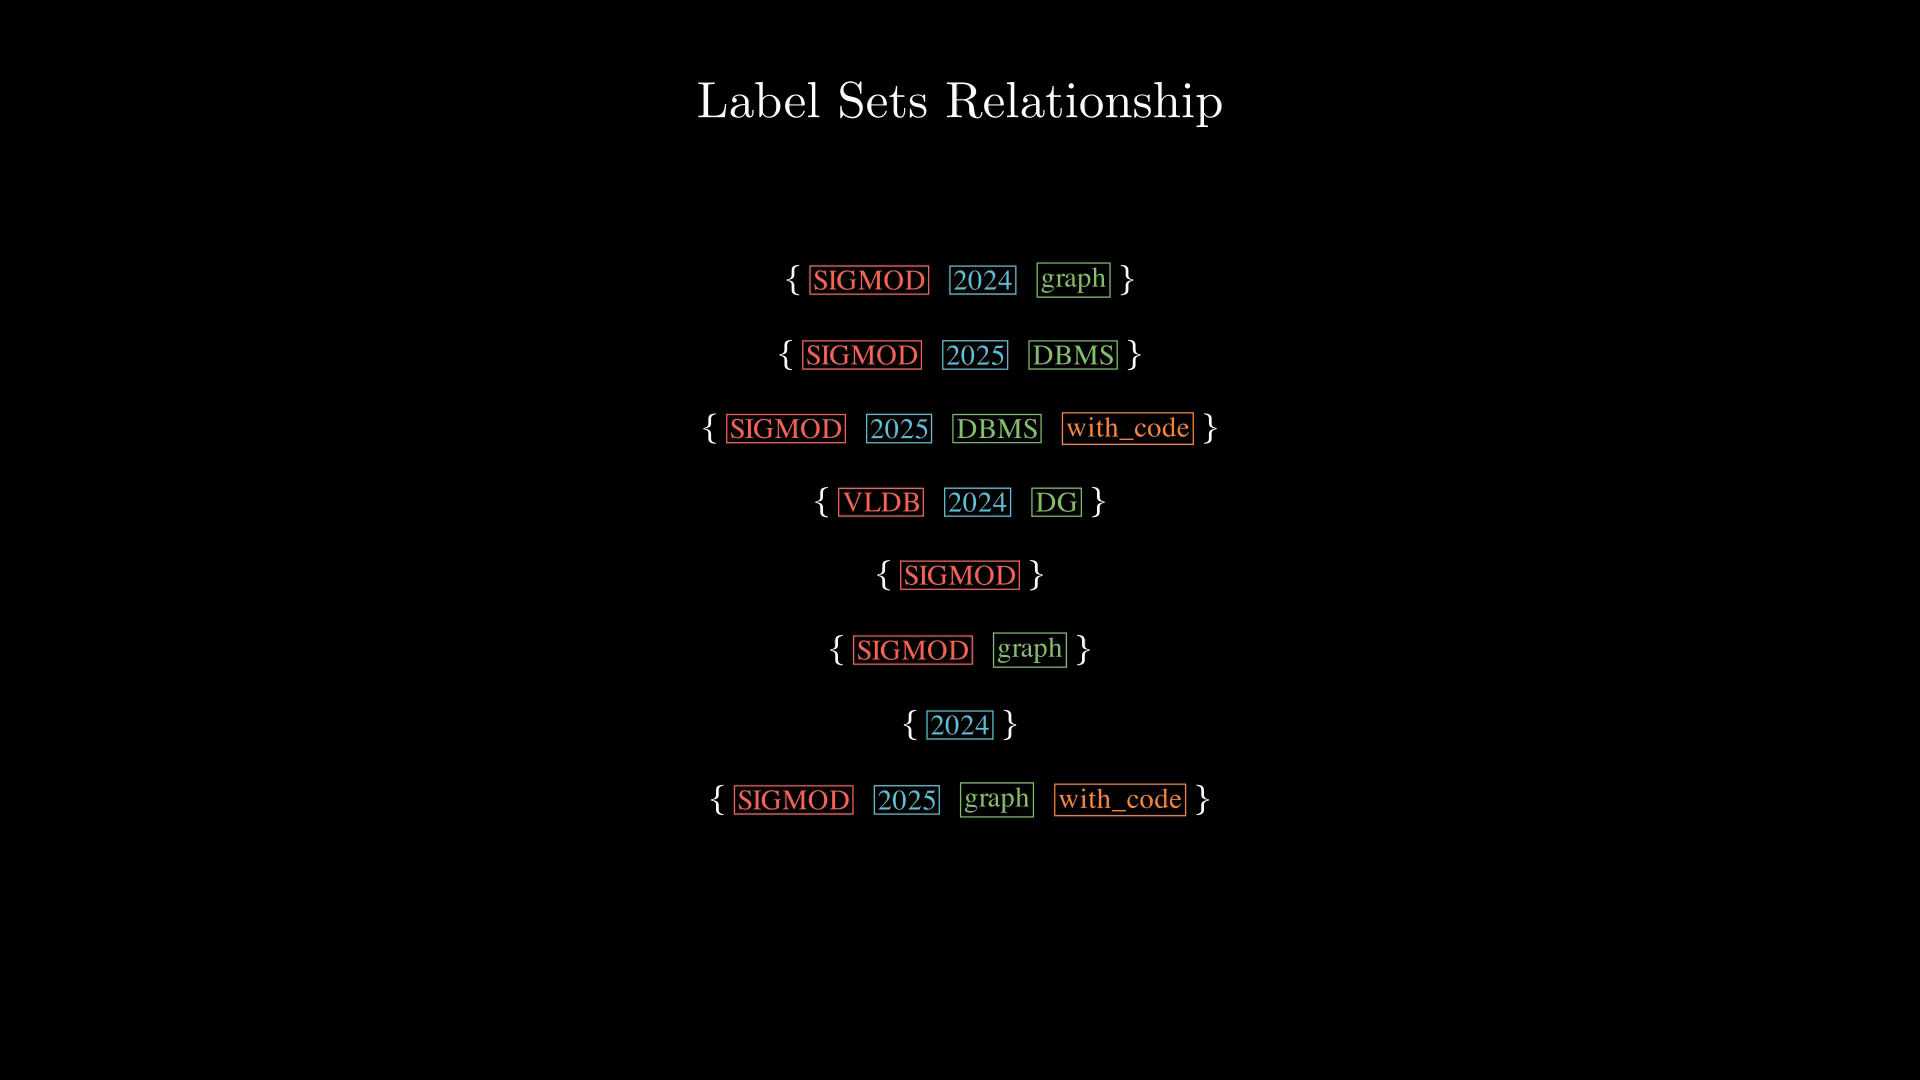 Label Sets Relationship
{ SIGMOD 2024 graph }
{ SIGMOD 2025 DBMS }
{ SIGMOD 2025 DBMS with_code }
{ VLDB 2024 DG }
{ SIGMOD }
{ SIGMOD graph }
{ 2024 }
{ SIGMOD 2025 graph with_code }